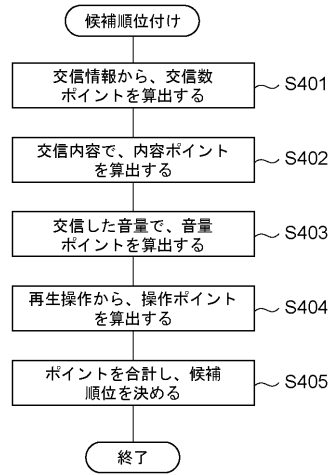 候補順位付け
交信情報から、交信数
ポイントを算出する
S401
交信内容で、内容ポイント
を算出する
S402
交信した音量で、音量
ポイントを算出する
S403
再生操作から、操作ポイント
を算出する
S404
ポイントを合計し、候補
順位を決める
S405
終了